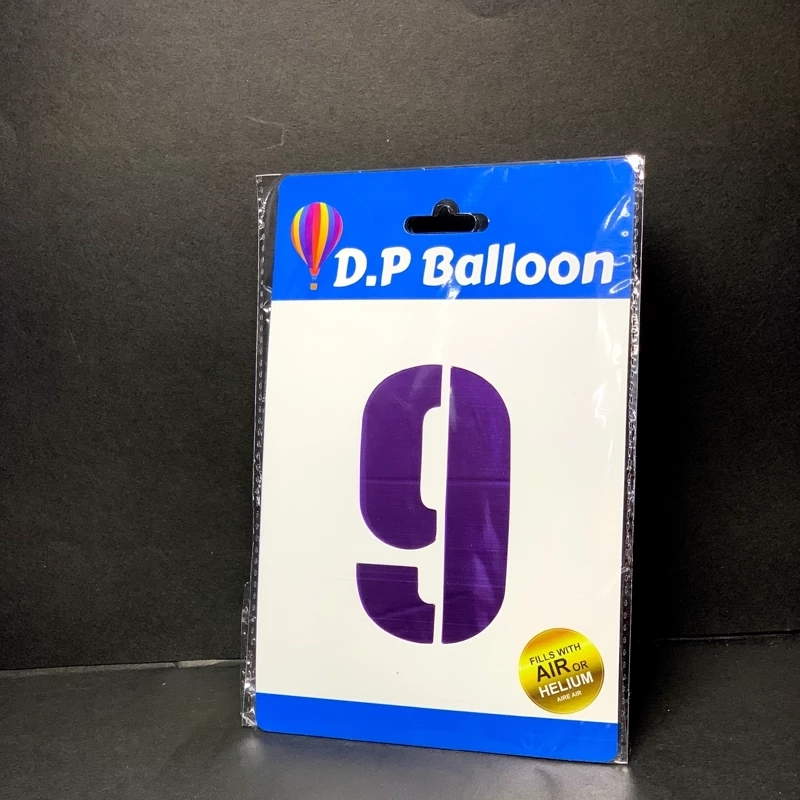 D.P Balloon
9
FILLS WITH
AIR OR
HELIUM
AIRE AIR